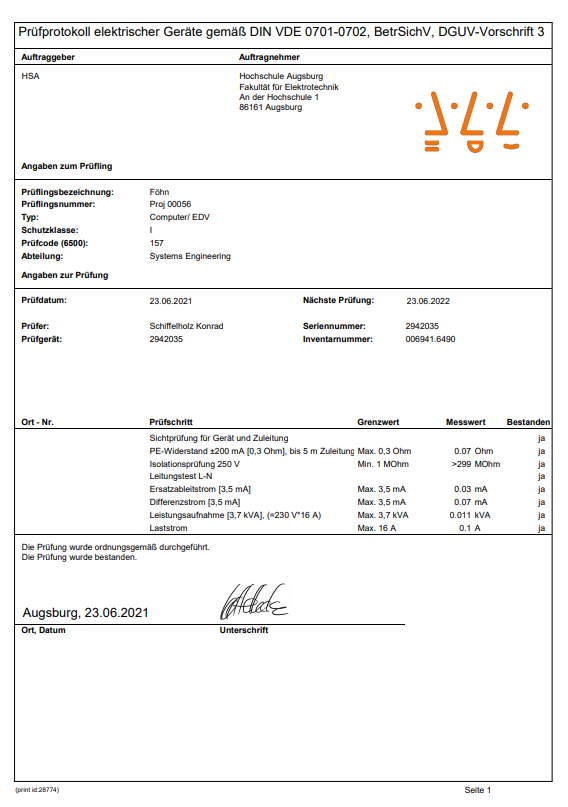 Prüfprotokoll elektrischer Geräte gemäß DIN VDE 0701-0702, BetrSichV, DGUV-Vorschrift 3
Auftraggeber Auftragnehmer
HSA Hochschule Augsburg
Fakultät für Elektrotechnik
An der Hochschule 1
86161 Augsburg
Angaben zum Prüfling
Prüflingsbezeichnung: Föhn
Prüflingsnummer: Proj 00056
Typ: Computer/ EDV
Schutzklasse: I
Prüfcode (6500): 157
Abteilung: Systems Engineering
Angaben zur Prüfung
Prüfdatum: 23.06.2021 Nächste Prüfung: 23.06.2022
Prüfer: Schiffelholz Konrad Seriennummer: 2942035
Prüfgerät: 2942035 Inventarnummer: 006941.6490
Ort - Nr. Prüfschritt Grenzwert Messwert Bestanden
Sichtprüfung für Gerät und Zuleitung ja
PE-Widerstand ±200 mA [0,3 Ohm], bis 5 m Zuleitung Max. 0,3 Ohm 0.07 Ohm ja
Isolationsprüfung 250 V Min. 1 MOhm >299 MOhm ja
Leitungstest L-N ja
Ersatzableitstrom [3,5 mA] Max. 3,5 mA 0.03 mA ja
Differenzstrom [3,5 mA] Max. 3,5 mA 0.07 mA ja
Leistungsaufnahme [3,7 kVA], (=230 V*16 A) Max. 3,7 kVA 0.011 kVA ja
Laststrom Max. 16 A 0.1 A ja
Die Prüfung wurde ordnungsgemäß durchgeführt.
Die Prüfung wurde bestanden.
Augsburg, 23.06.2021
Ort, Datum Unterschrift
(print id:28774) Seite 1